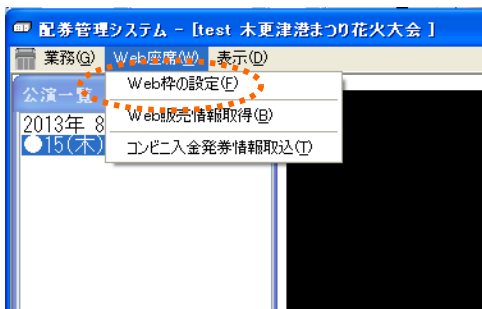 配券管理システム - [test 木更津港まつり花火大会 ]
業務(G) Web座席(W) 表示(D)
Web枠の設定(F)
公演一覧
Web販売情報取得(B)
2013年 8
●15(木)
コンビニ入金発券情報取込(T)